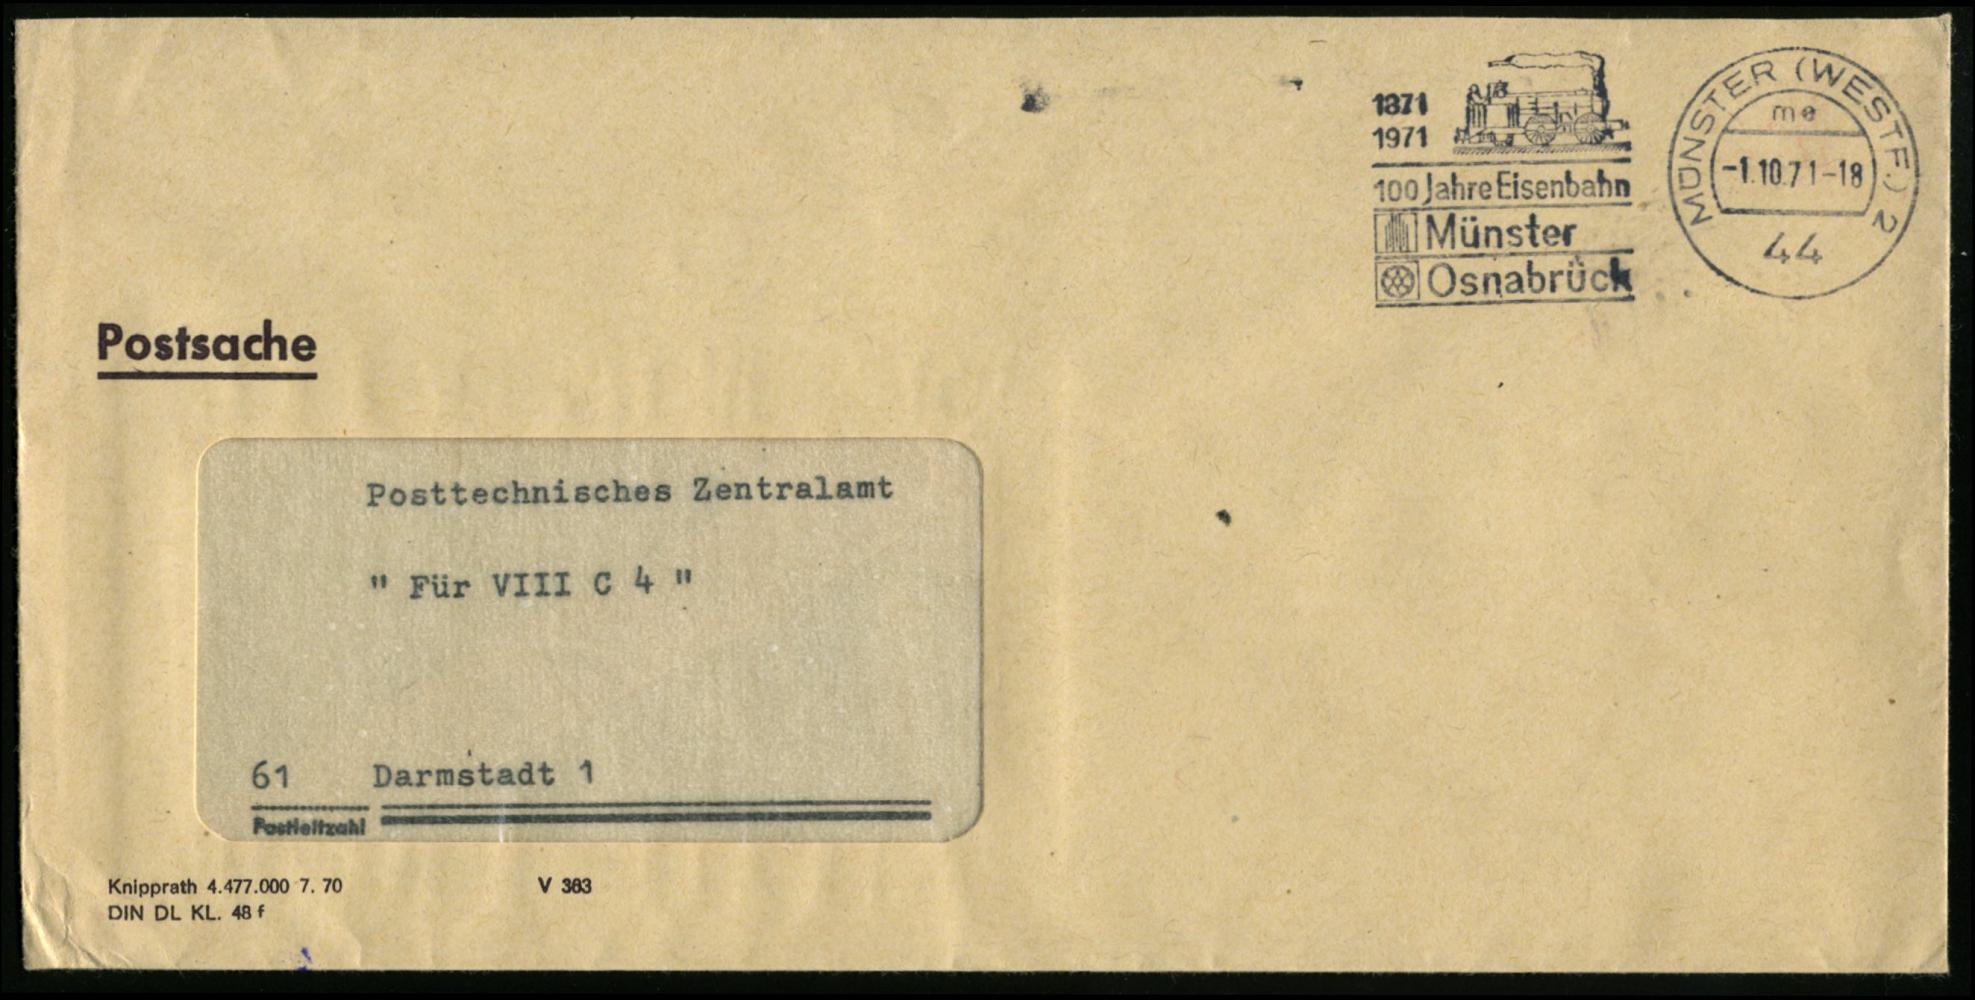 1871
1971
100 Jahre Eisenbahn
Münster
Osnabrück
MÜNSTER (WESTF.) 2
me
-1.10.71-18
44
Postsache
Posttechnisches Zentralamt
" Für VIII C 4 "
61 Darmstadt 1
Postleitzahl
Knipprath 4.477.000 7. 70
V 363
DIN DL KL. 48 f